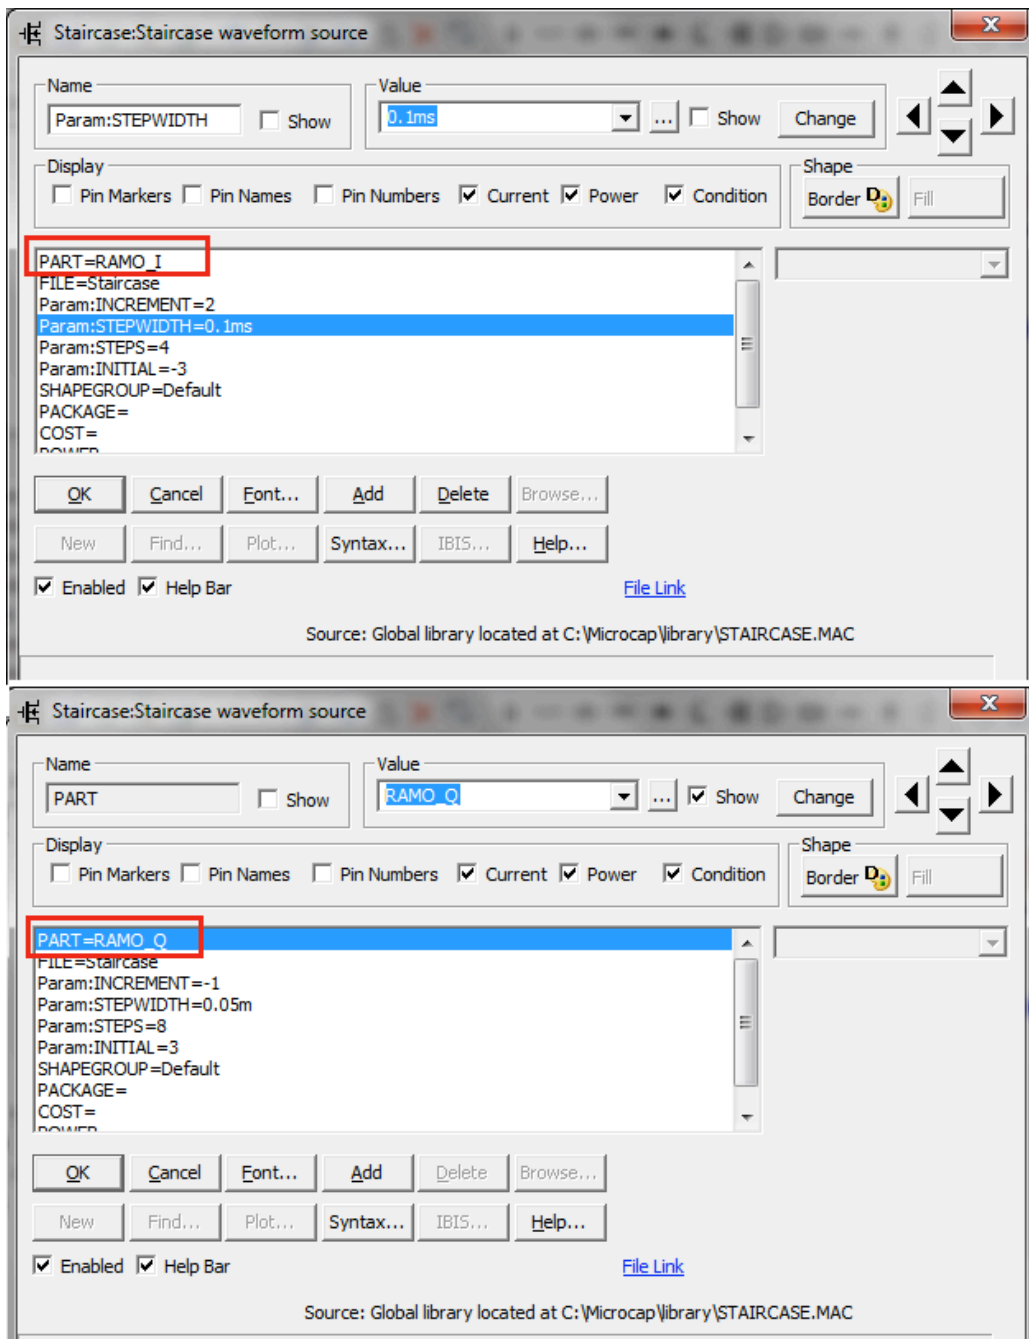 Staircase:Staircase waveform source
Name
Value
Param:STEPWIDTH
Show
0.1ms
...
Show
Change
Display
Shape
Pin Markers
Pin Names
Pin Numbers
Current
Power
Condition
Border
Fill
PART=RAMO_I
FILE=Staircase
Param:INCREMENT=2
Param:STEPWIDTH=0.1ms
Param:STEPS=4
Param:INITIAL=-3
SHAPEGROUP=Default
PACKAGE=
COST=
OK
Cancel
Font...
Add
Delete
Browse...
New
Find...
Plot...
Syntax...
IBIS...
Help...
Enabled
Help Bar
File Link
Source: Global library located at C:\Microcap\library\STAIRCASE.MAC
Staircase:Staircase waveform source
Name
Value
PART
Show
RAMO_Q
...
Show
Change
Display
Shape
Pin Markers
Pin Names
Pin Numbers
Current
Power
Condition
Border
Fill
PART=RAMO_Q
FILE=Staircase
Param:INCREMENT=-1
Param:STEPWIDTH=0.05m
Param:STEPS=8
Param:INITIAL=3
SHAPEGROUP=Default
PACKAGE=
COST=
OK
Cancel
Font...
Add
Delete
Browse...
New
Find...
Plot...
Syntax...
IBIS...
Help...
Enabled
Help Bar
File Link
Source: Global library located at C:\Microcap\library\STAIRCASE.MAC